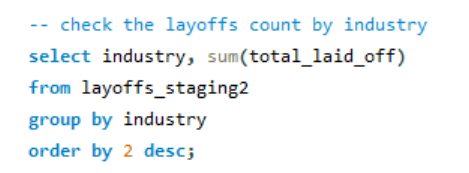 -- check the layoffs count by industry
select industry, sum(total_laid_off)
from layoffs_staging2
group by industry
order by 2 desc;